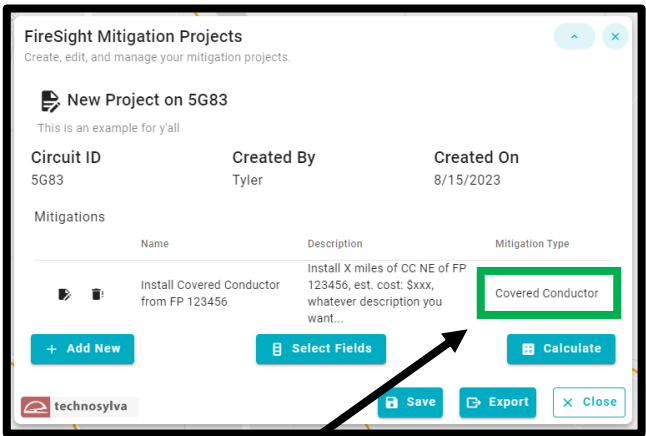 FireSight Mitigation Projects
Create, edit, and manage your mitigation projects.
New Project on 5G83
This is an example for y'all
Circuit ID Created By Created On
5G83 Tyler 8/15/2023
Mitigations
Name Description Mitigation Type
Install Covered Conductor
from FP 123456
Install X miles of CC NE of FP
123456, est. cost: $xxx,
whatever description you
want...
Covered Conductor
+ Add New Select Fields Calculate
technosylva Save Export × Close